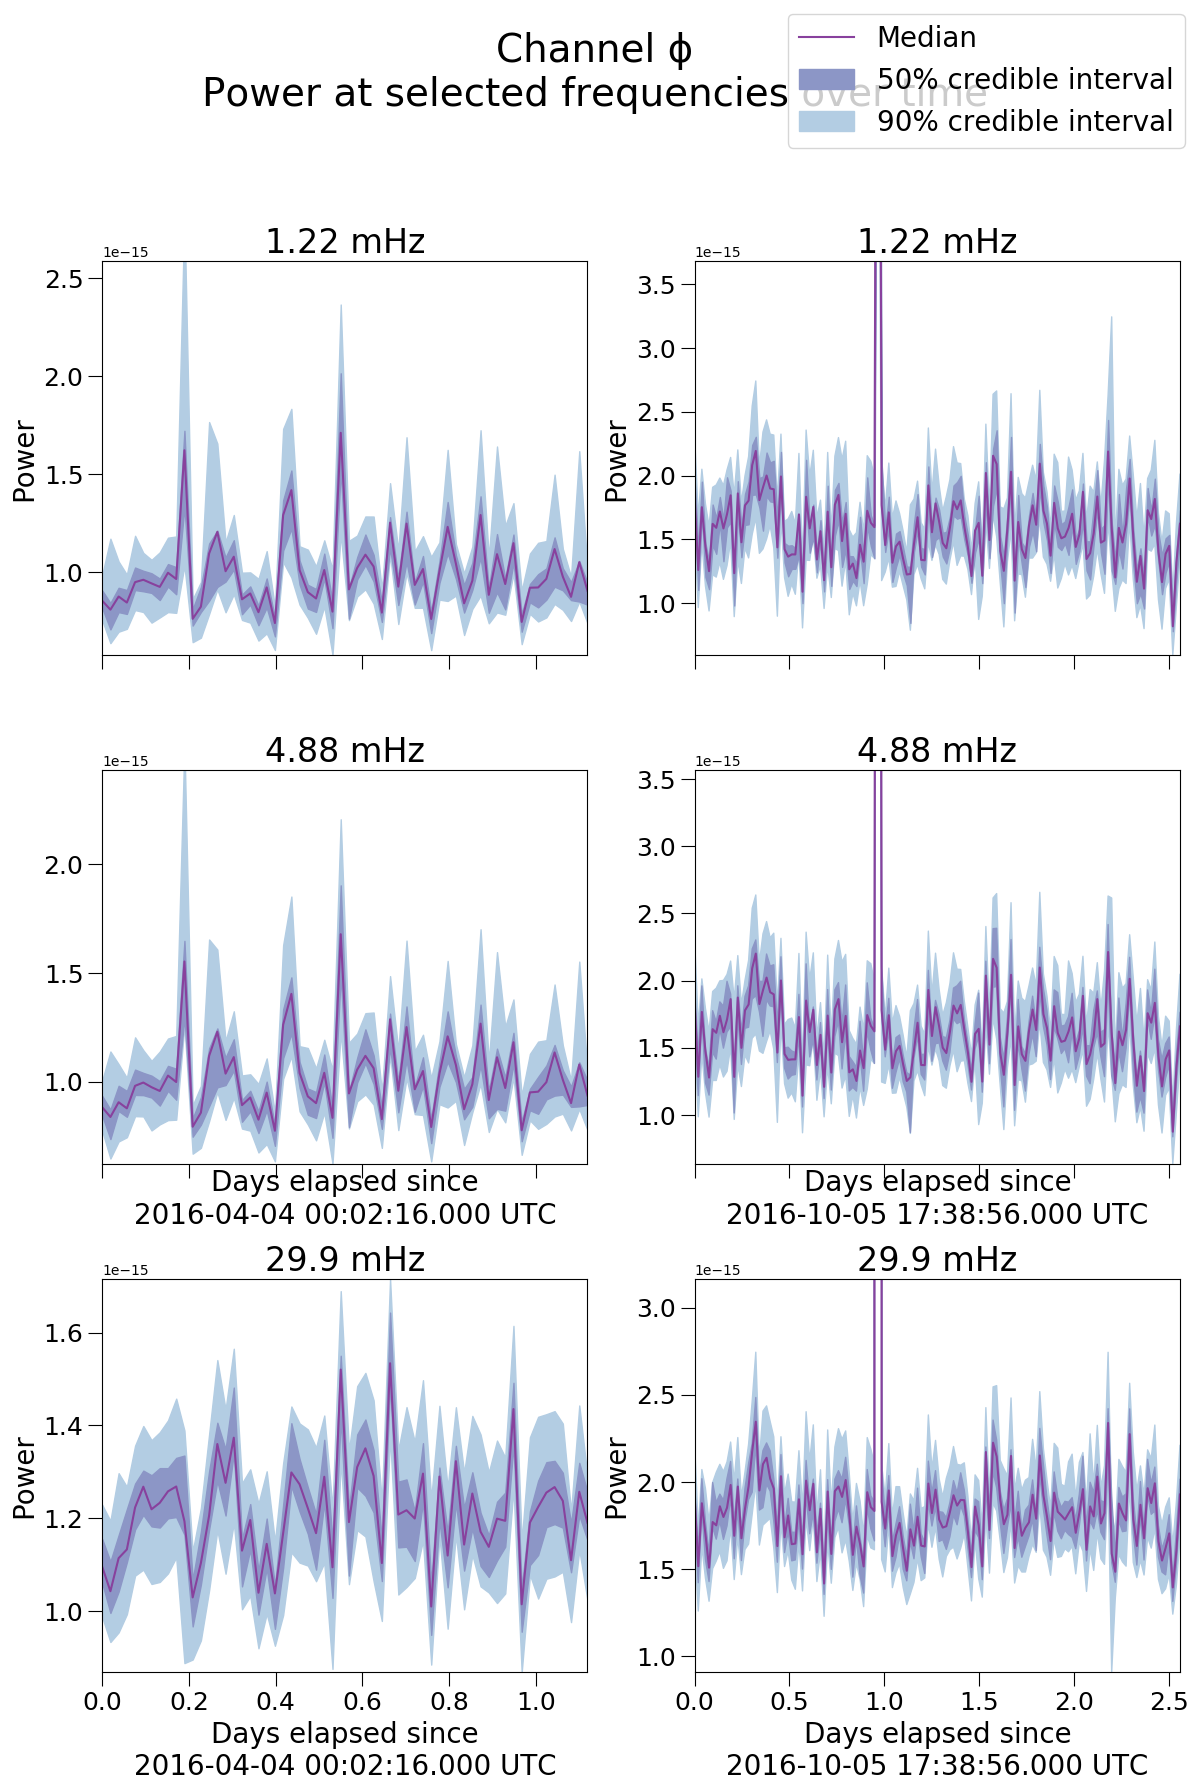 Channel ϕ
Power at selected frequencies over time
Median
50% credible interval
90% credible interval
1.22 mHz
1e−15
2.5
2.0
1.5
1.0
Power
1.22 mHz
1e−15
3.5
3.0
2.5
2.0
1.5
1.0
Power
4.88 mHz
1e−15
2.0
1.5
1.0
Days elapsed since
2016-04-04 00:02:16.000 UTC
4.88 mHz
1e−15
3.5
3.0
2.5
2.0
1.5
1.0
Days elapsed since
2016-10-05 17:38:56.000 UTC
29.9 mHz
1e−15
1.6
1.4
1.2
1.0
Power
0.0 0.2 0.4 0.6 0.8 1.0
Days elapsed since
2016-04-04 00:02:16.000 UTC
29.9 mHz
1e−15
3.0
2.5
2.0
1.5
1.0
Power
0.0 0.5 1.0 1.5 2.0 2.5
Days elapsed since
2016-10-05 17:38:56.000 UTC